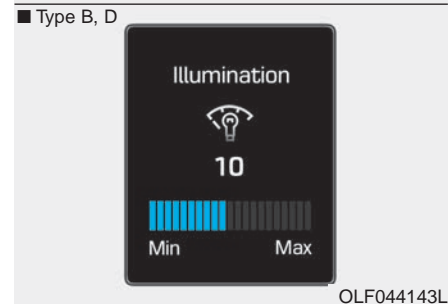 ■ Type B, D
Illumination
10
Min Max
OLF044143L